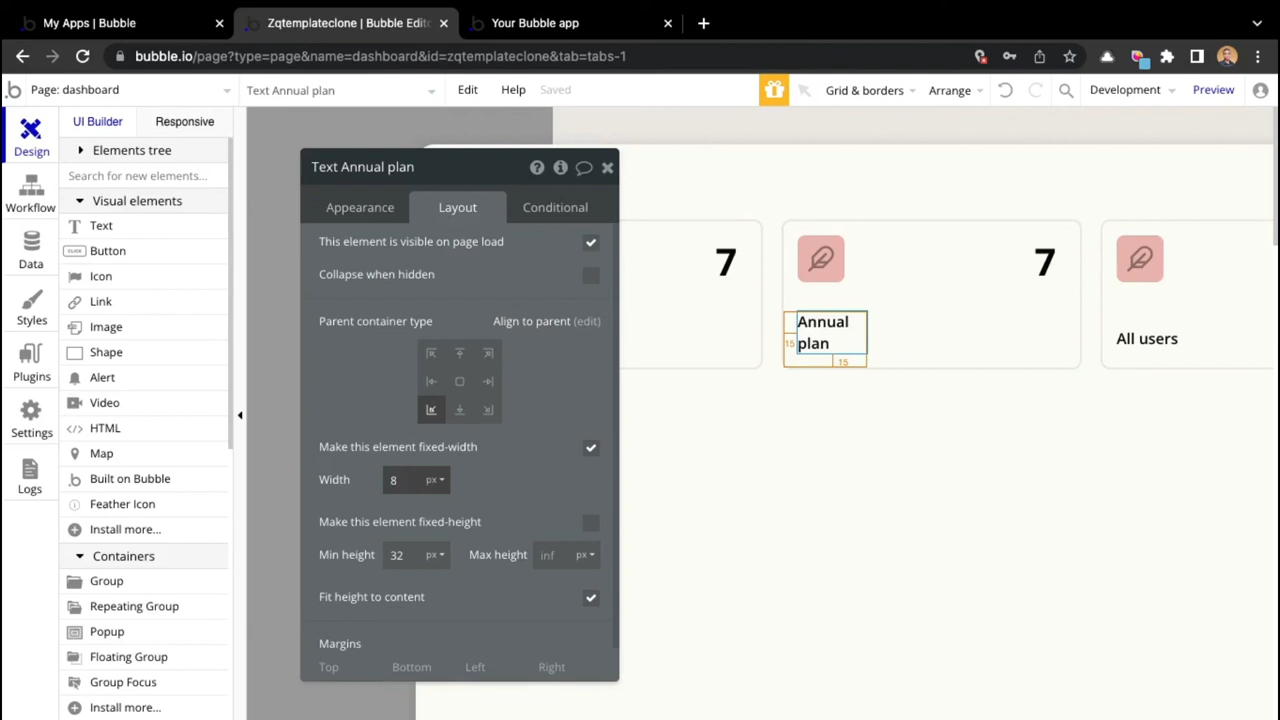 My Apps | Bubble
Zqtemplateclone | Bubble Edito
Your Bubble app
bubble.io/page?type=page&name=dashboard&id=zqtemplateclone&tab=tabs-1
Page: dashboard
Text Annual plan
Edit
Help
Saved
Grid & borders
Arrange
Development
Preview
Design
Workflow
Data
Styles
Plugins
Settings
Logs
UI Builder
Responsive
Elements tree
Search for new elements...
Visual elements
Text
CLICK
Button
Icon
Link
Image
Shape
Alert
Video
</> HTML
Map
Built on Bubble
Feather Icon
Install more...
Containers
Group
Repeating Group
Popup
Floating Group
Group Focus
Install more...
Text Annual plan
Appearance
Layout
Conditional
This element is visible on page load
Collapse when hidden
Parent container type
Align to parent (edit)
Make this element fixed-width
Width
8
px
Make this element fixed-height
Min height
32
px
Max height
inf
px
Fit height to content
Margins
Top
Bottom
Left
Right
7
7
Annual
plan
15
15
All users